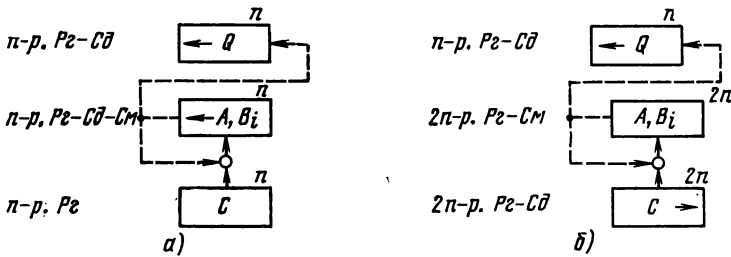 n n
n-р. Рг-Сд Q n-р. Рг-Сд Q
n 2n
n-р. Рг-Сд-См A, Bi 2n-р. Рг-См A, Bi
n 2n
n-р. Рг C 2n-р. Рг-Сд C
а) б)